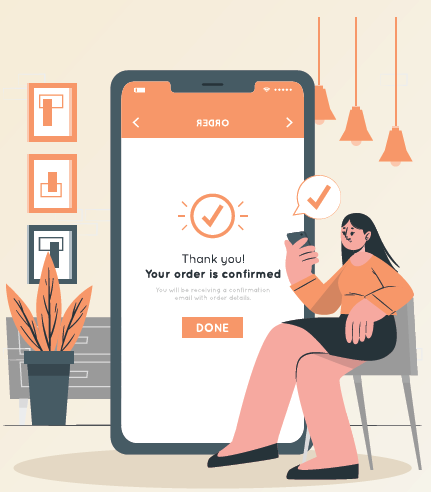 ORDER
Thank you!
Your order is confirmed
You will be receiving a confirmation
email with order details.
DONE